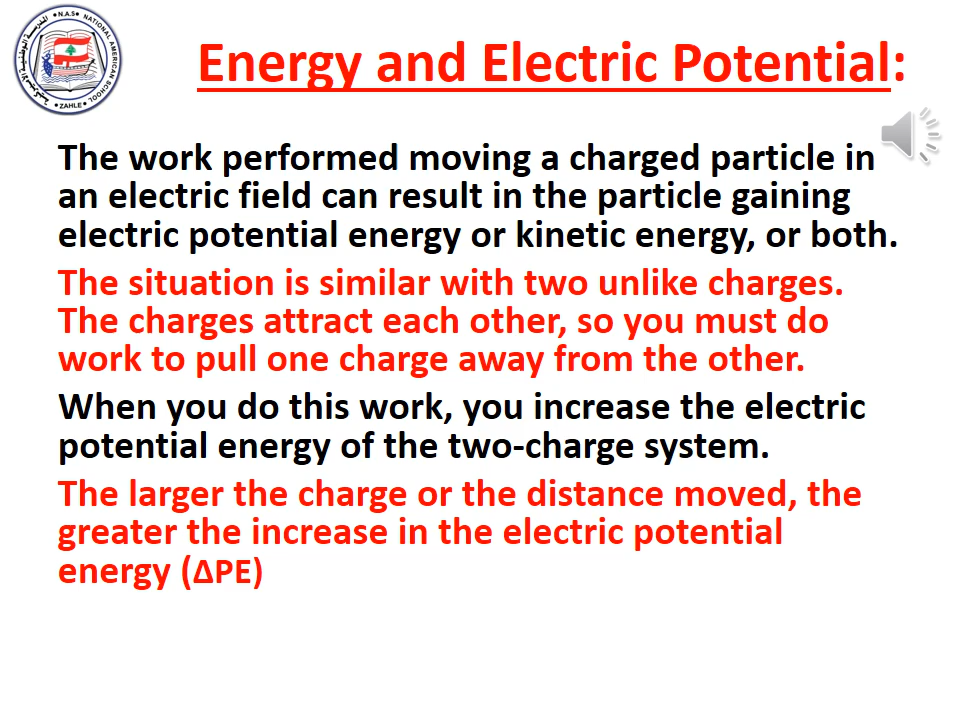 N.A.S NATIONAL AMERICAN SCHOOL
ZAHLE
Energy and Electric Potential:
The work performed moving a charged particle in
an electric field can result in the particle gaining
electric potential energy or kinetic energy, or both.
The situation is similar with two unlike charges.
The charges attract each other, so you must do
work to pull one charge away from the other.
When you do this work, you increase the electric
potential energy of the two-charge system.
The larger the charge or the distance moved, the
greater the increase in the electric potential
energy (ΔPE)